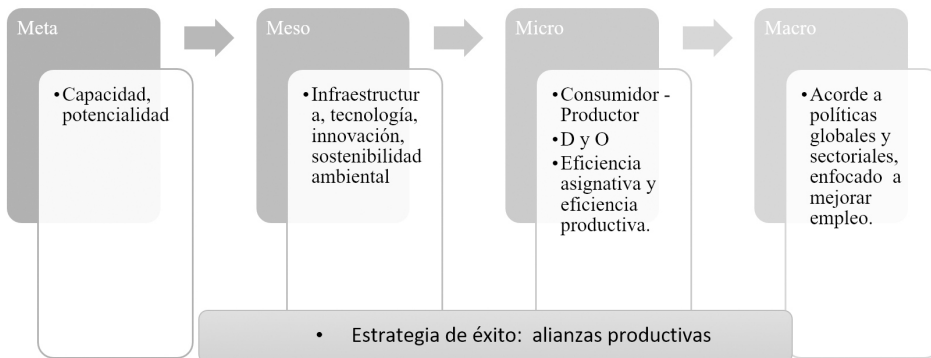 Meta
•Capacidad,
potencialidad
Meso
•Infraestructur
a, tecnología,
innovación,
sostenibilidad
ambiental
Micro
•Consumidor -
Productor
•D y O
•Eficiencia
asignativa y
eficiencia
productiva.
Macro
•Acorde a
políticas
globales y
sectoriales,
enfocado a
mejorar
empleo.
• Estrategia de éxito: alianzas productivas